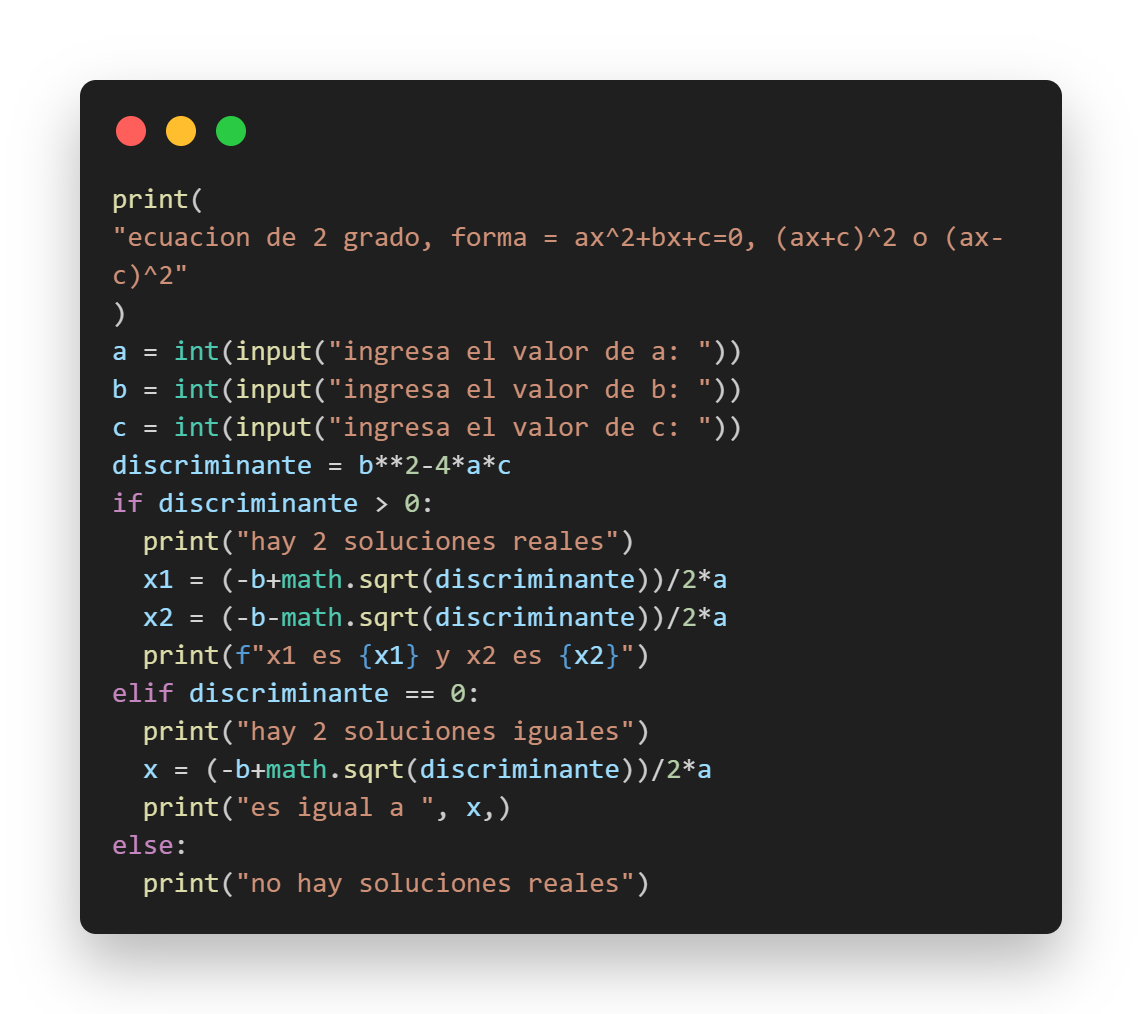 print(
"ecuacion de 2 grado, forma = ax^2+bx+c=0, (ax+c)^2 o (ax-
c)^2"
)
a = int(input("ingresa el valor de a: "))
b = int(input("ingresa el valor de b: "))
c = int(input("ingresa el valor de c: "))
discriminante = b**2-4*a*c
if discriminante > 0:
  print("hay 2 soluciones reales")
  x1 = (-b+math.sqrt(discriminante))/2*a
  x2 = (-b-math.sqrt(discriminante))/2*a
  print(f"x1 es {x1} y x2 es {x2}")
elif discriminante == 0:
  print("hay 2 soluciones iguales")
  x = (-b+math.sqrt(discriminante))/2*a
  print("es igual a ", x,)
else:
  print("no hay soluciones reales")